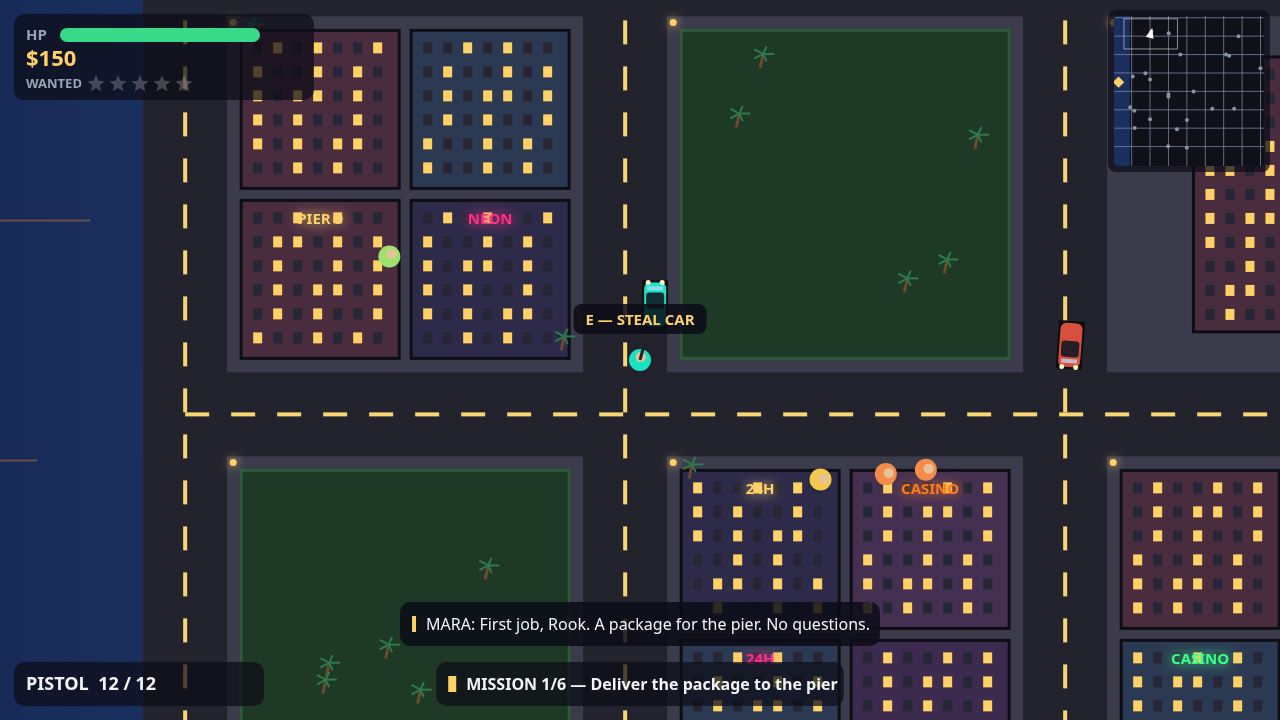 HP
$150
WANTED
PIER 8
NEON
E — STEAL CAR
24H
CASINO
MARA: First job, Rook. A package for the pier. No questions.
24H
CASINO
PISTOL 12 / 12
MISSION 1/6 — Deliver the package to the pier